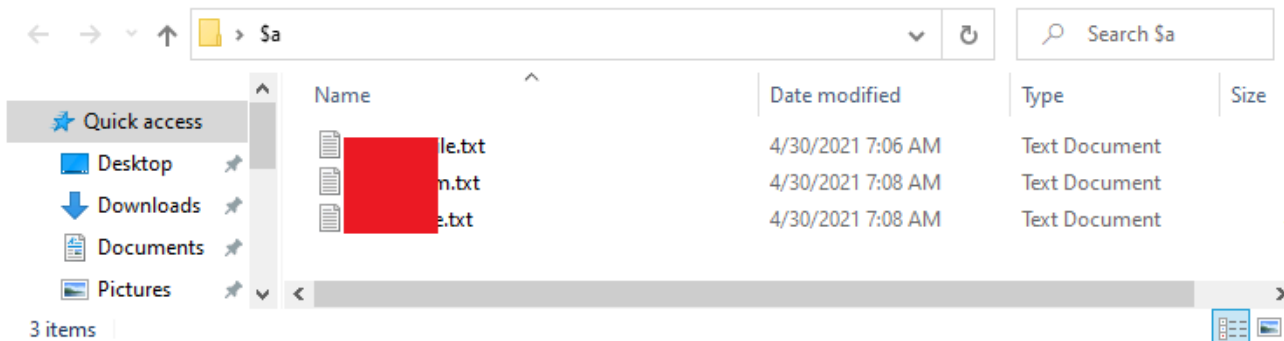 $a
Search $a
Name Date modified Type Size
Quick access
Desktop
Downloads
Documents
Pictures
le.txt 4/30/2021 7:06 AM Text Document
m.txt 4/30/2021 7:08 AM Text Document
e.txt 4/30/2021 7:08 AM Text Document
3 items